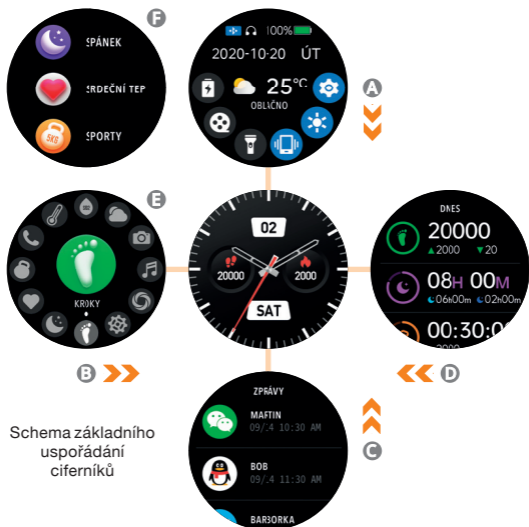 F
SPÁNEK
SRDEČNÍ TEP
5KG
SPORTY
100%
2020-10-20 ÚT
25°C
OBLAČNO
A
E
KROKY
B
02
20000
2000
SAT
DNES
20000
▲2000 ▼20
08H 00M
06h00m 02h00m
00:30:0
2000
D
ZPRÁVY
MARTIN
09/14 10:30 AM
BOB
09/14 11:30 AM
BARBORKA
C
Schema základního
uspořádání
ciferníků